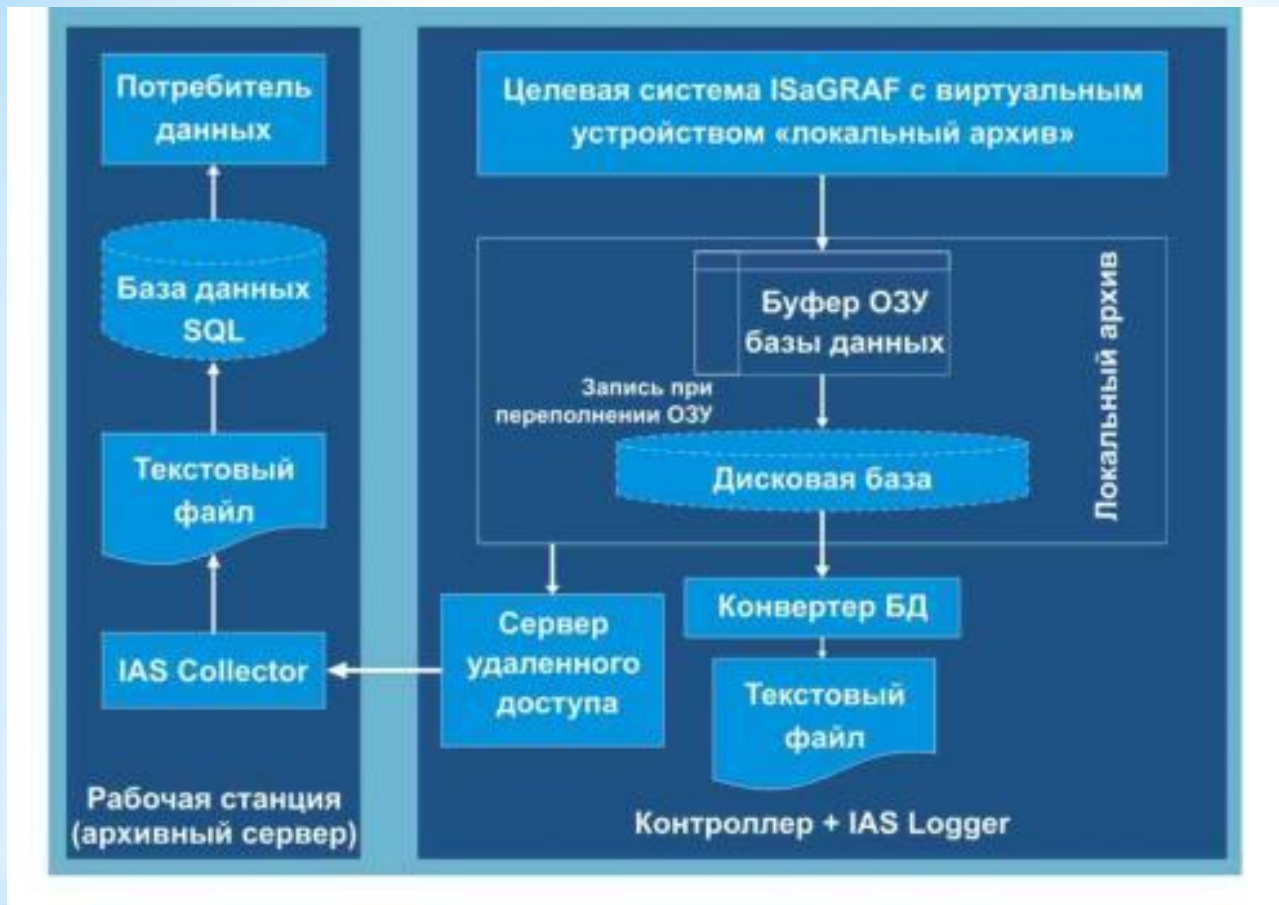 Потребитель
данных
База данных
SQL
Текстовый
файл
IAS Collector
Рабочая станция
(архивный сервер)
Целевая система ISaGRAF с виртуальным
устройством «локальный архив»
Буфер ОЗУ
базы данных
Запись при
переполнении ОЗУ
Дисковая база
Локальный архив
Сервер
удаленного
доступа
Конвертер БД
Текстовый
файл
Контроллер + IAS Logger